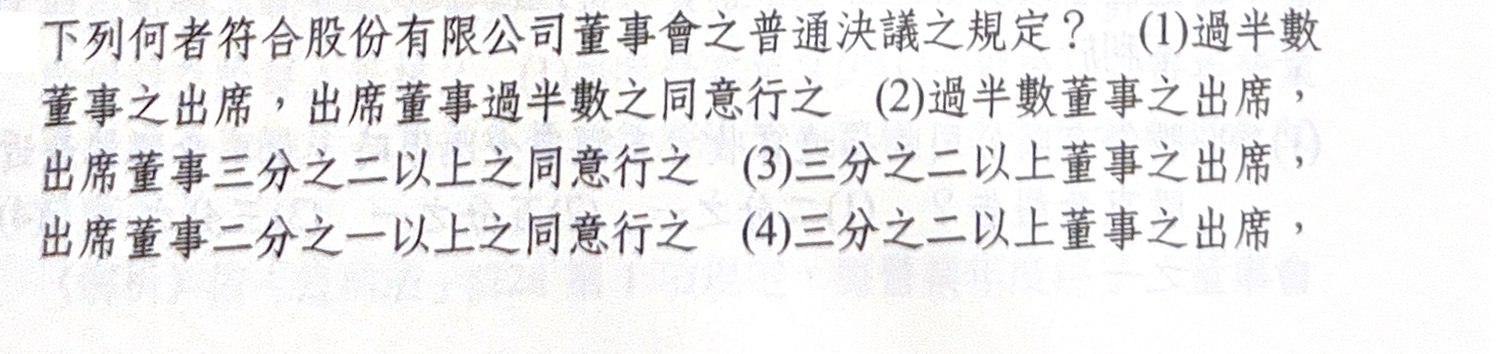 下列何者符合股份有限公司董事會之普通決議之規定？ (1)過半數
董事之出席，出席董事過半數之同意行之 (2)過半數董事之出席，
出席董事三分之二以上之同意行之 (3)三分之二以上董事之出席，
出席董事二分之一以上之同意行之 (4)三分之二以上董事之出席，